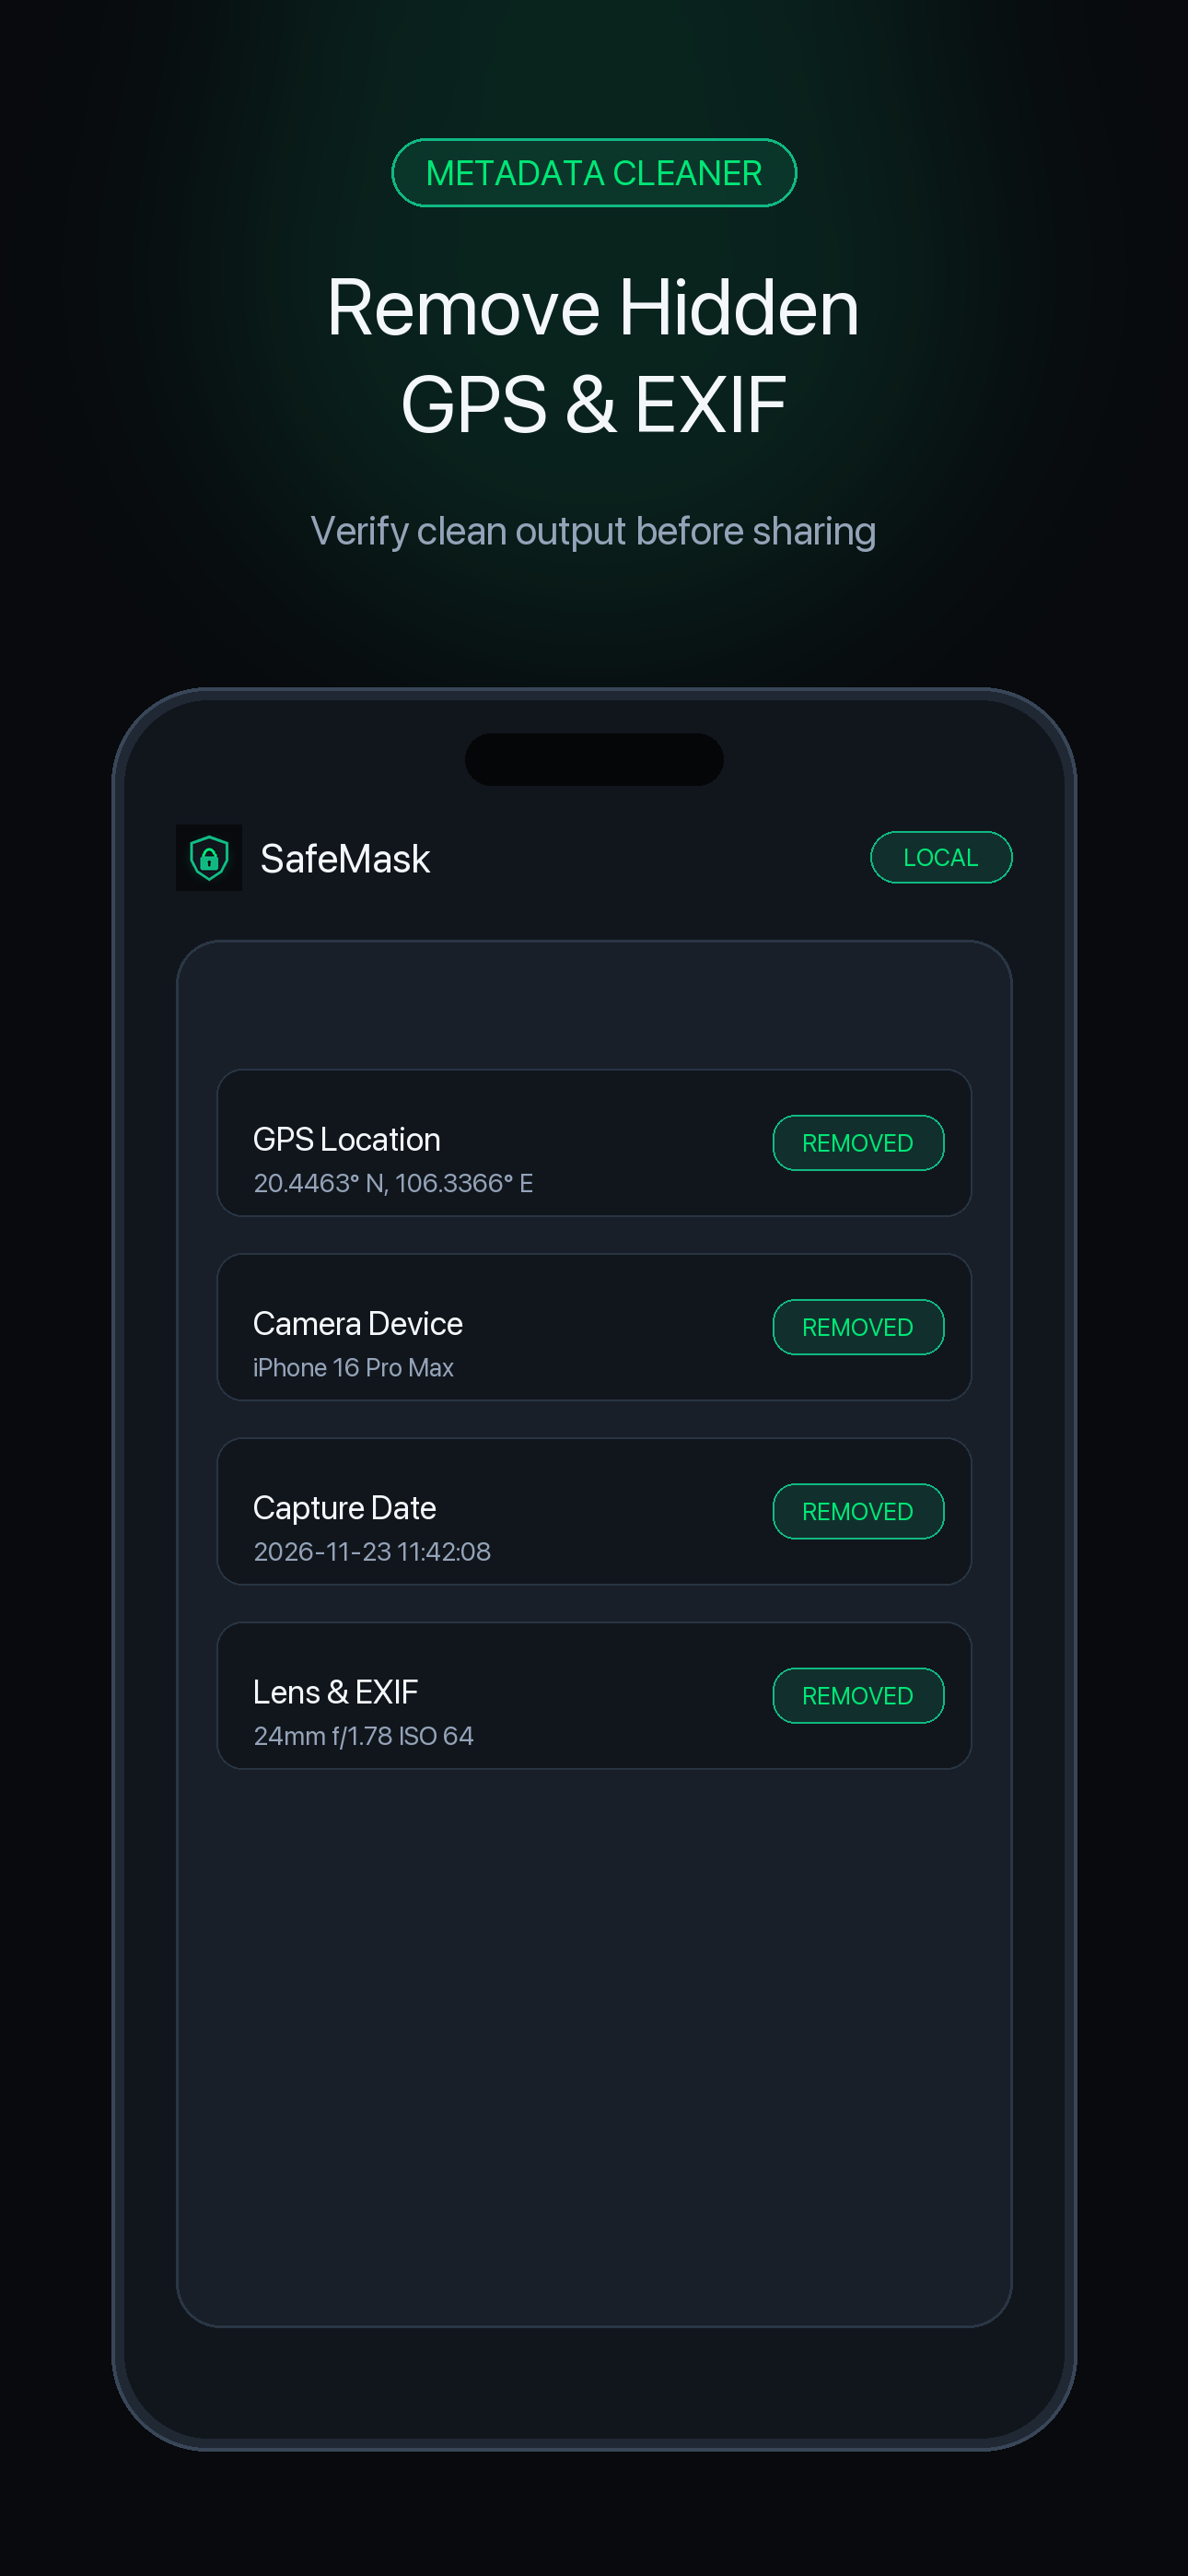 METADATA CLEANER
Remove Hidden
GPS & EXIF
Verify clean output before sharing
SafeMask
LOCAL
GPS Location
20.4463° N, 106.3366° E
REMOVED
Camera Device
iPhone 16 Pro Max
REMOVED
Capture Date
2026-11-23 11:42:08
REMOVED
Lens & EXIF
24mm f/1.78 ISO 64
REMOVED